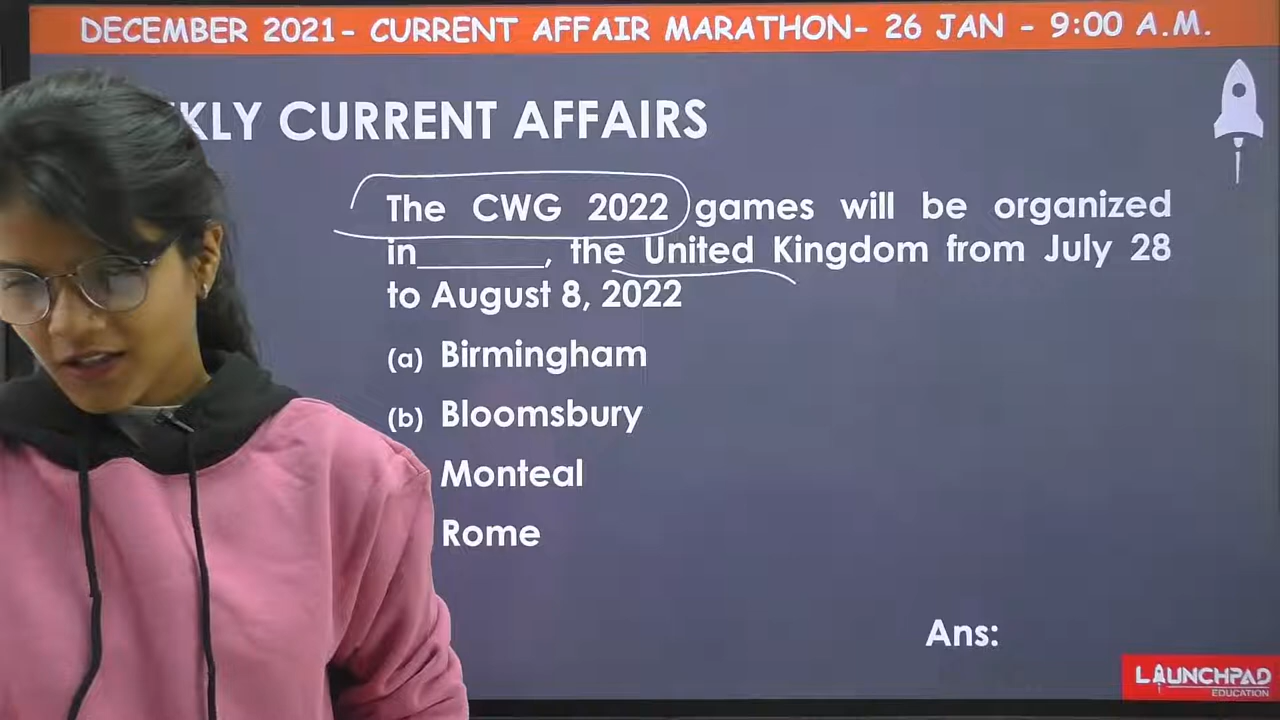 DECEMBER 2021- CURRENT AFFAIR MARATHON- 26 JAN - 9:00 A.M.
KLY CURRENT AFFAIRS
The CWG 2022 games will be organized
in_______, the United Kingdom from July 28
to August 8, 2022
(a) Birmingham
(b) Bloomsbury
Monteal
Rome
Ans:
LAUNCHPAD
EDUCATION